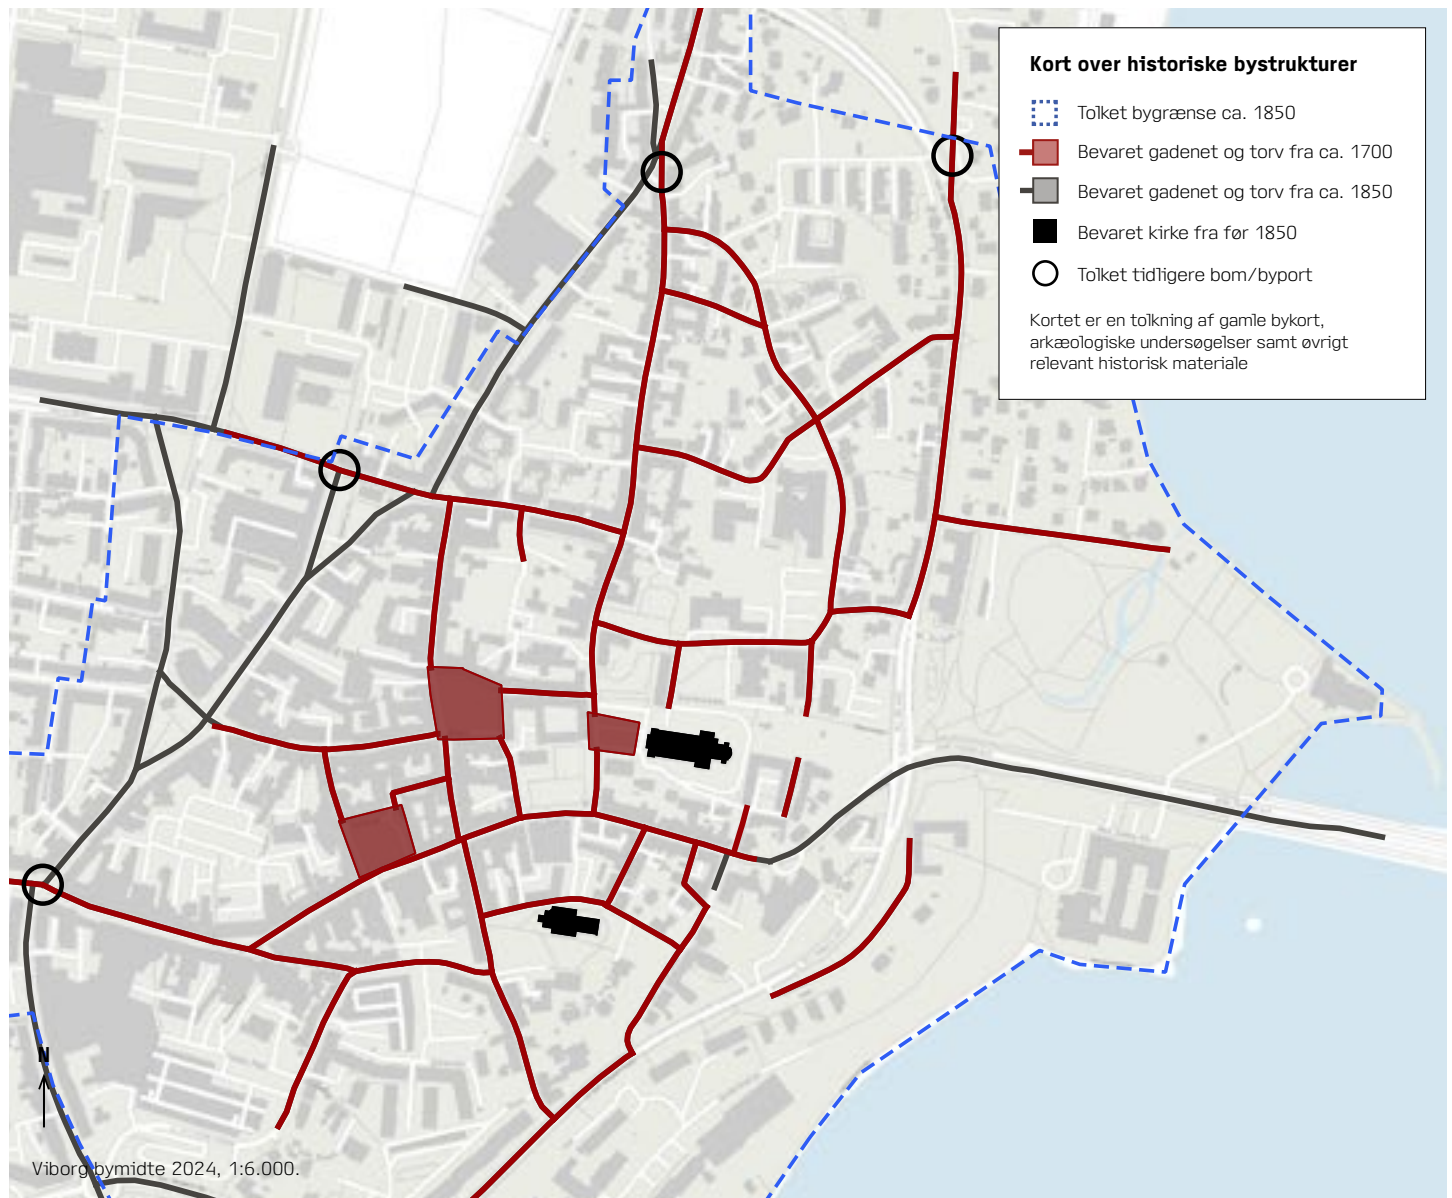 Kort over historiske bystrukturer
Tolket bygrænse ca. 1850
Bevaret gadenet og torv fra ca. 1700
Bevaret gadenet og torv fra ca. 1850
Bevaret kirke fra før 1850
Tolket tidligere bom/byport
Kortet er en tolkning af gamle bykort,
arkæologiske undersøgelser samt øvrigt
relevant historisk materiale
N
Viborg bymidte 2024, 1:6.000.